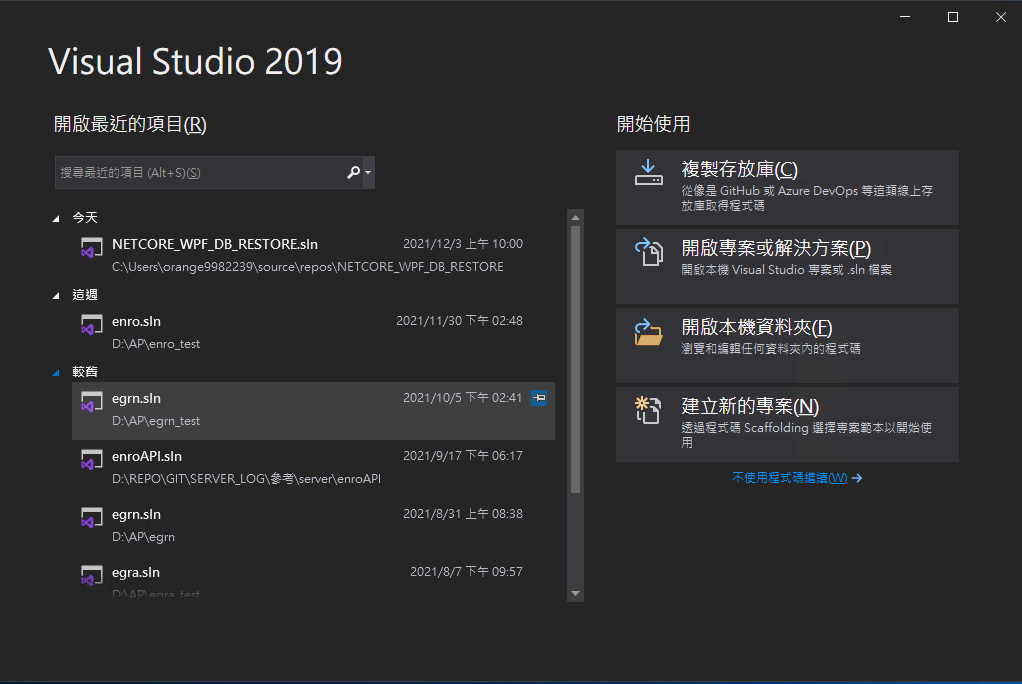 Visual Studio 2019
開啟最近的項目(R)
搜尋最近的項目 (Alt+S)(S)
今天
NETCORE_WPF_DB_RESTORE.sln 2021/12/3 上午 10:00
C:\Users\orange9982239\source\repos\NETCORE_WPF_DB_RESTORE
這週
enro.sln 2021/11/30 下午 02:48
D:\AP\enro_test
較舊
egrn.sln 2021/10/5 下午 02:41
D:\AP\egrn_test
enroAPI.sln 2021/9/17 下午 06:17
D:\REPO\GIT\SERVER_LOG\參考\server\enroAPI
egrn.sln 2021/8/31 上午 08:38
D:\AP\egrn
egra.sln 2021/8/7 下午 09:57
D:\AP\egra_test
開始使用
複製存放庫(C)
從像是 GitHub 或 Azure DevOps 等這類線上存
放庫取得程式碼
開啟專案或解決方案(P)
開啟本機 Visual Studio 專案或 .sln 檔案
開啟本機資料夾(F)
瀏覽和編輯任何資料夾內的程式碼
建立新的專案(N)
透過程式碼 Scaffolding 選擇專案範本以開始使
用
不使用程式碼繼續(W)